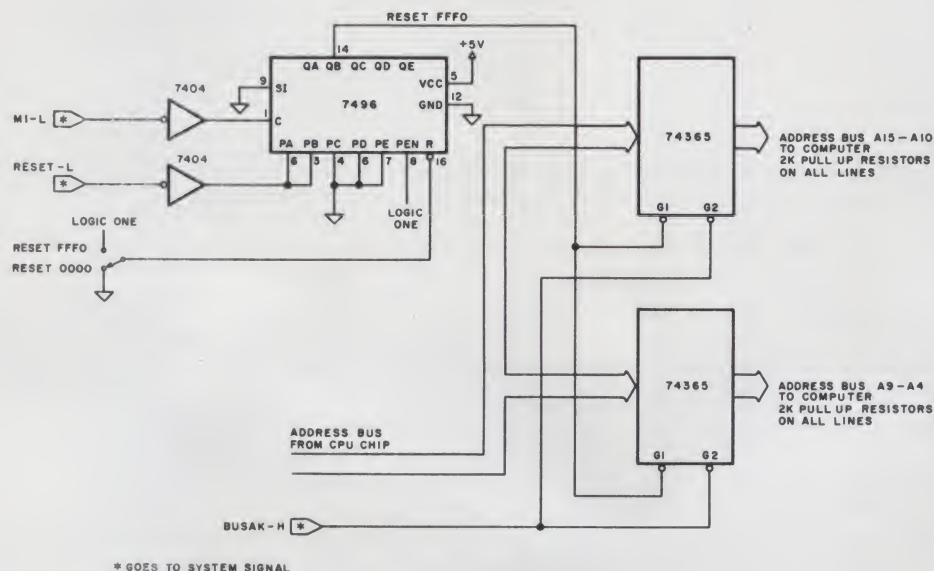 RESET FFFO
14
+5V
QA QB QC QD QE
9
SI
VCC
5
7404
7496
GND
12
M1-L
*
1
C
PA PB PC PD PE PEN R
7404
6 3 4 6 7 8 16
RESET-L
*
LOGIC ONE
LOGIC ONE
RESET FFFO
RESET 0000
74365
G1 G2
ADDRESS BUS A15-A10
TO COMPUTER
2K PULL UP RESISTORS
ON ALL LINES
74365
G1 G2
ADDRESS BUS A9-A4
TO COMPUTER
2K PULL UP RESISTORS
ON ALL LINES
ADDRESS BUS
FROM CPU CHIP
BUSAK-H
*
* GOES TO SYSTEM SIGNAL